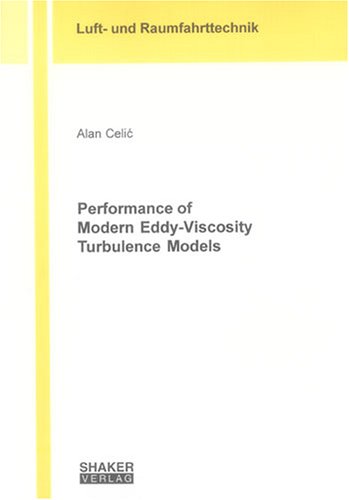 Luft- und Raumfahrttechnik
Alan Celić
Performance of
Modern Eddy-Viscosity
Turbulence Models
SHAKER
VERLAG